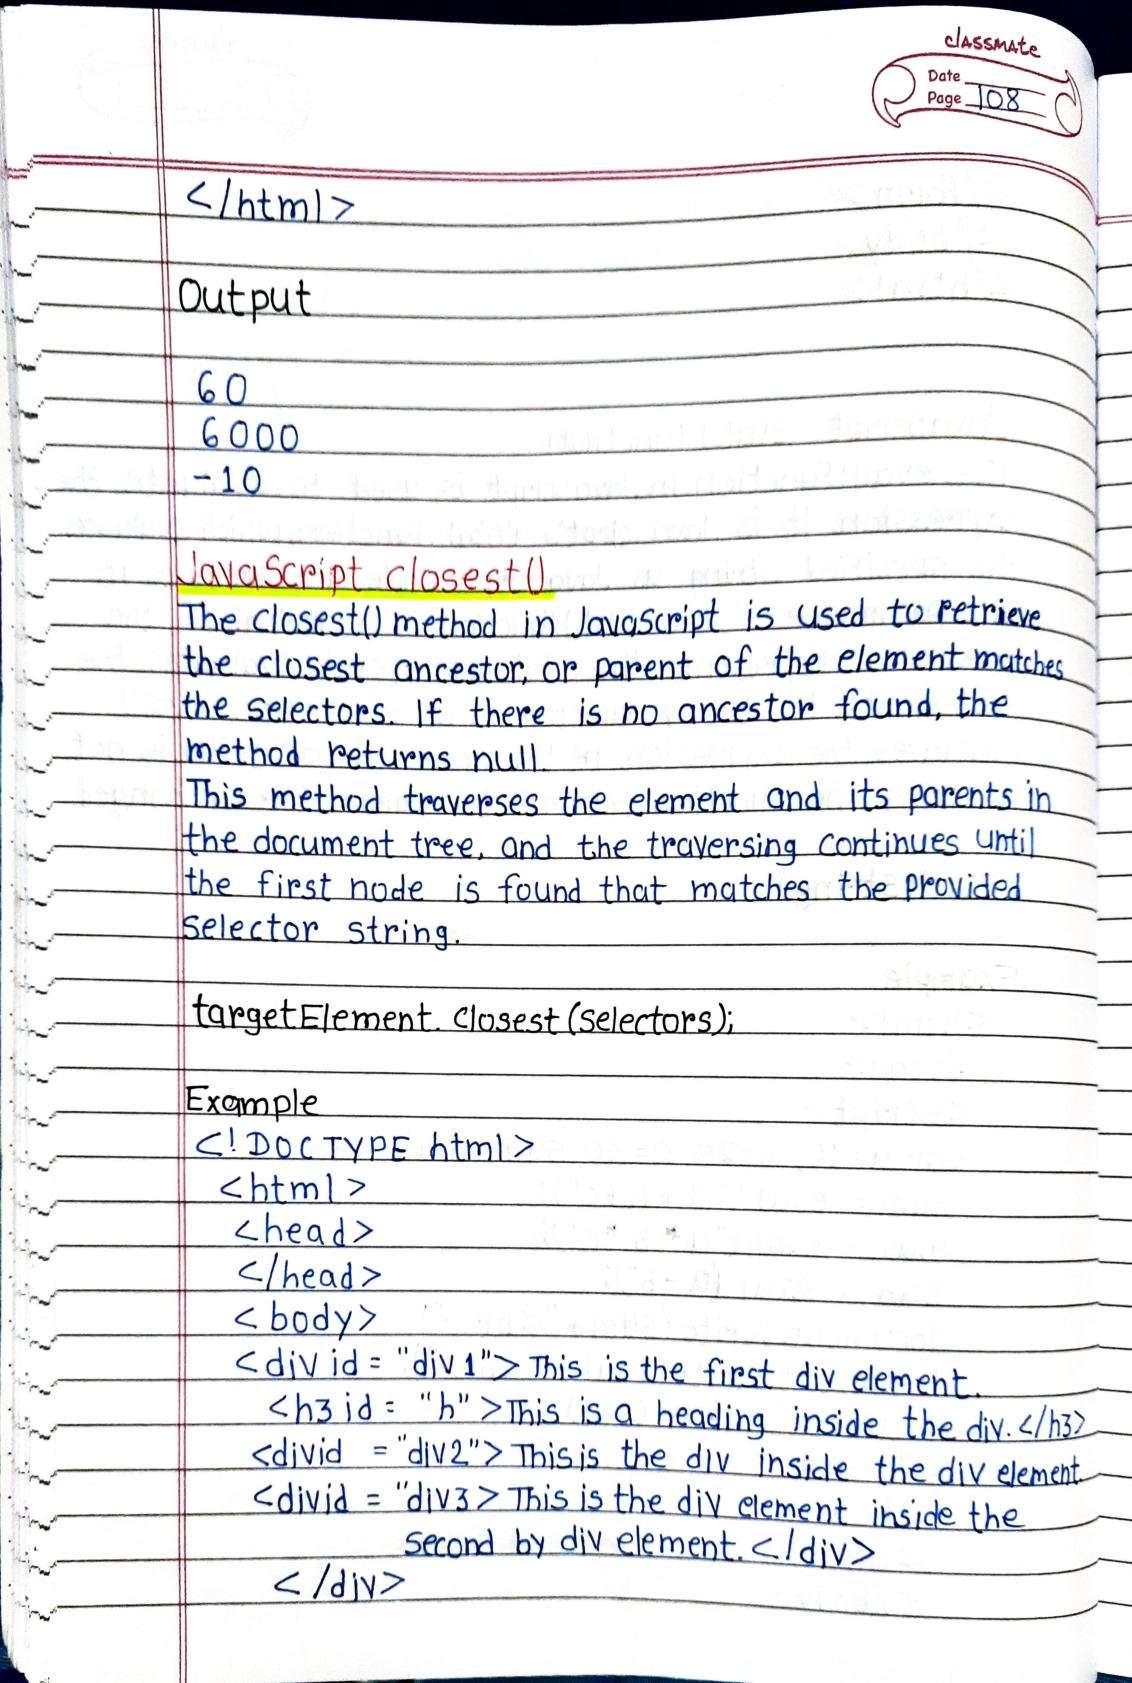 classmate
Date
Page 108
</html>
Output
60
6000
-10
JavaScript closest()
The closest() method in JavaScript is used to retrieve
the closest ancestor, or parent of the element matches
the selectors. If there is no ancestor found, the
method returns null.
This method traverses the element and its parents in
the document tree, and the traversing continues until
the first node is found that matches the provided
selector string.
targetElement.closest(selectors);
Example
<!DOCTYPE html>
<html>
<head>
</head>
<body>
<div id = "div1"> This is the first div element.
<h3 id = "h" >This is a heading inside the div.</h3>
<divid = "div2"> This is the div inside the div element
<divid = "div3> This is the div element inside the
second by div element.</div>
</div>